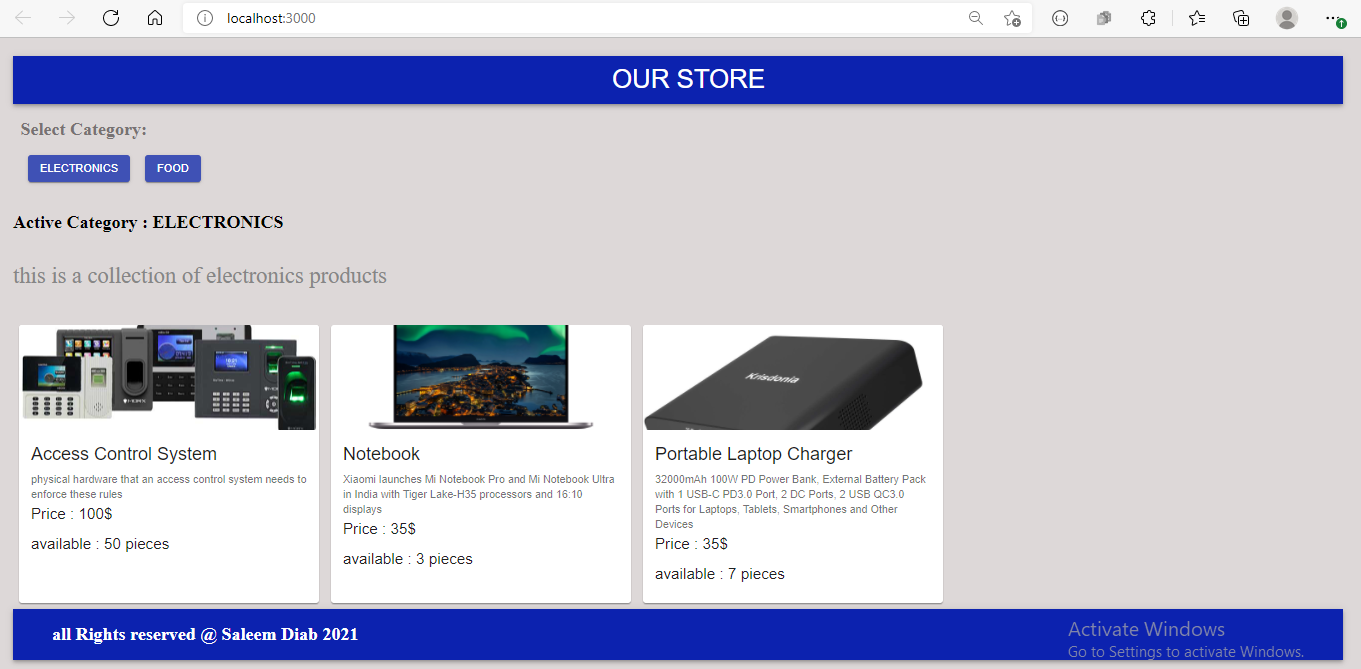 localhost:3000
OUR STORE
Select Category:
ELECTRONICS FOOD
Active Category : ELECTRONICS
this is a collection of electronics products
Krisdonia
Access Control System
physical hardware that an access control system needs to
enforce these rules
Price : 100$
available : 50 pieces
Notebook
Xiaomi launches Mi Notebook Pro and Mi Notebook Ultra
in India with Tiger Lake-H35 processors and 16:10
displays
Price : 35$
available : 3 pieces
Portable Laptop Charger
32000mAh 100W PD Power Bank, External Battery Pack
with 1 USB-C PD3.0 Port, 2 DC Ports, 2 USB QC3.0
Ports for Laptops, Tablets, Smartphones and Other
Devices
Price : 35$
available : 7 pieces
all Rights reserved @ Saleem Diab 2021
Activate Windows
Go to Settings to activate Windows.